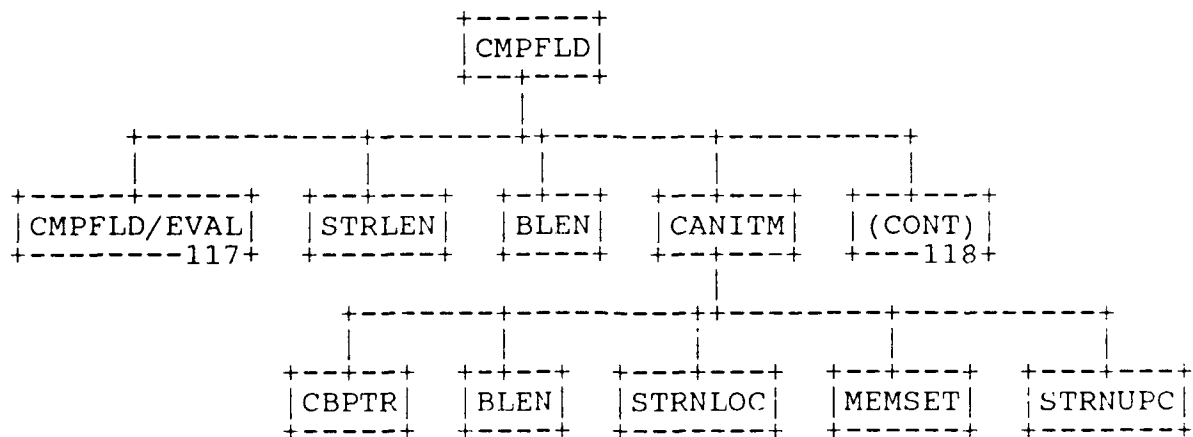 CMPFLD
CMPFLD/EVAL STRLEN BLEN CANITM (CONT)
117 118
CBPTR BLEN STRNLOC MEMSET STRNUPC